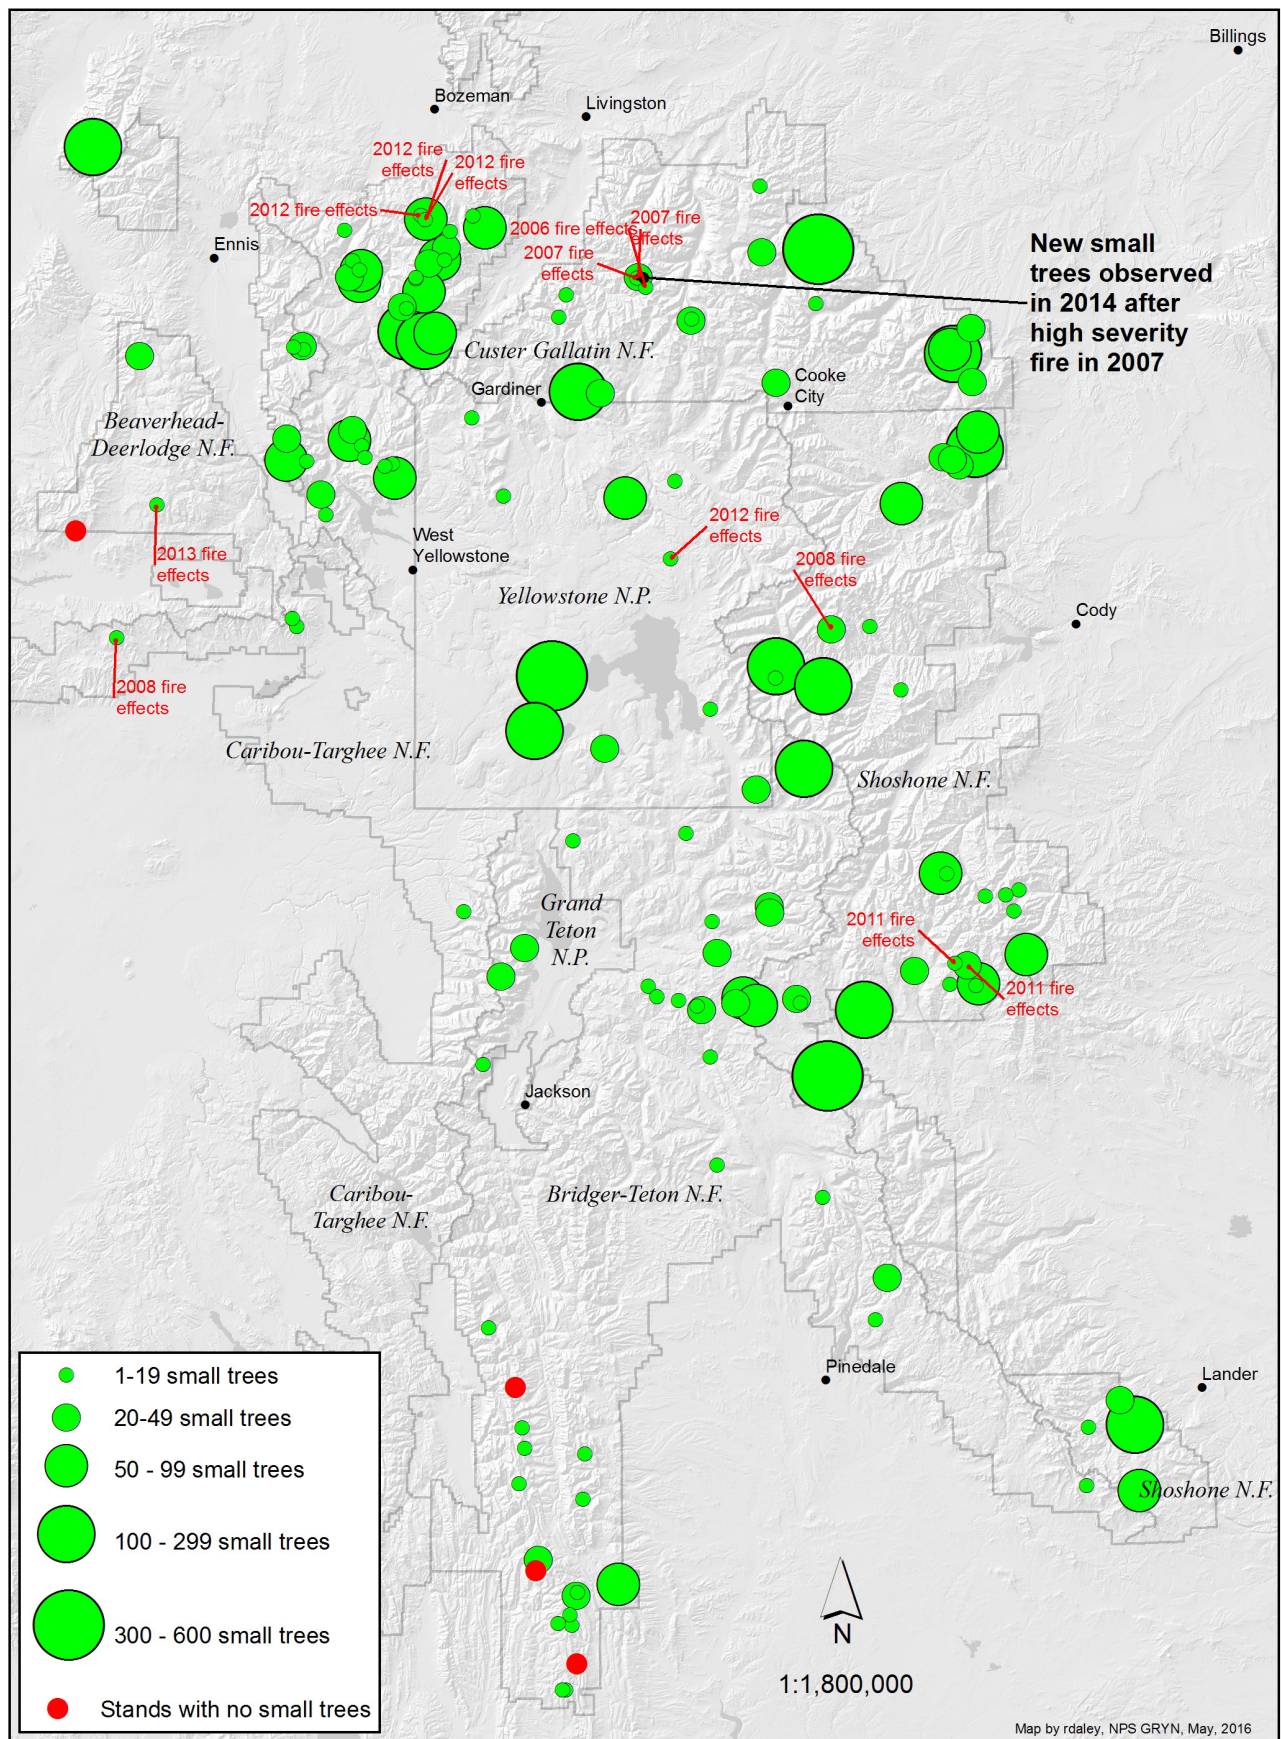 Billings
Bozeman
Livingston
2012 fire
effects
2012 fire
effects
2012 fire effects
2006 fire effects
2007 fire
effects
2007 fire
effects
Ennis
New small
trees observed
in 2014 after
high severity
fire in 2007
Custer Gallatin N.F.
Gardiner
Cooke
City
Beaverhead-
Deerlodge N.F.
2012 fire
effects
West
Yellowstone
2013 fire
effects
2008 fire
effects
Yellowstone N.P.
Cody
2008 fire
effects
Caribou-Targhee N.F.
Shoshone N.F.
Grand
Teton
N.P.
2011 fire
effects
2011 fire
effects
Jackson
Caribou-
Targhee N.F.
Bridger-Teton N.F.
Pinedale
Lander
Shoshone N.F.
1-19 small trees
20-49 small trees
50 - 99 small trees
100 - 299 small trees
300 - 600 small trees
Stands with no small trees
N
1:1,800,000
Map by rdaley, NPS GRYN, May, 2016